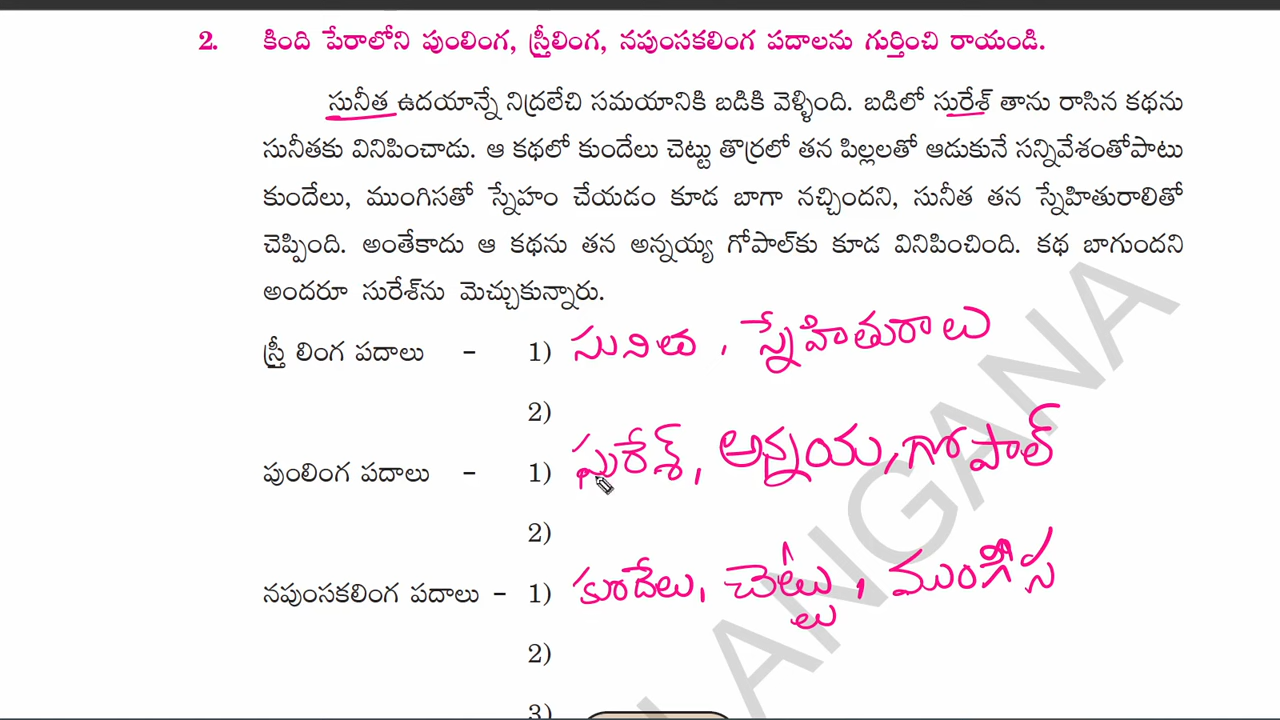 2. కింది పేరాలోని పుంలింగ, స్త్రీలింగ, నపుంసకలింగ పదాలను గుర్తించి రాయండి.
సునీత ఉదయాన్నే నిద్రలేచి సమయానికి బడికి వెళ్ళింది. బడిలో సురేశ్ తాను రాసిన కథను
సునీతకు వినిపించాడు. ఆ కథలో కుందేలు చెట్టు తొర్రలో తన పిల్లలతో ఆడుకునే సన్నివేశంతోపాటు
కుందేలు, ముంగిసతో స్నేహం చేయడం కూడ బాగా నచ్చిందని, సునీత తన స్నేహితురాలితో
చెప్పింది. అంతేకాదు ఆ కథను తన అన్నయ్య గోపాల్‌కు కూడ వినిపించింది. కథ బాగుందని
అందరూ సురేశ్‌ను మెచ్చుకున్నారు.
స్త్రీ లింగ పదాలు - 1) సునిత , స్నేహితురాలు
2)
పుంలింగ పదాలు - 1) సురేశ్, అన్నయ, గోపాల్
2)
నపుంసకలింగ పదాలు - 1) కుందేలు, చెట్టు, ముంగీస
2)
3)
LANGANA